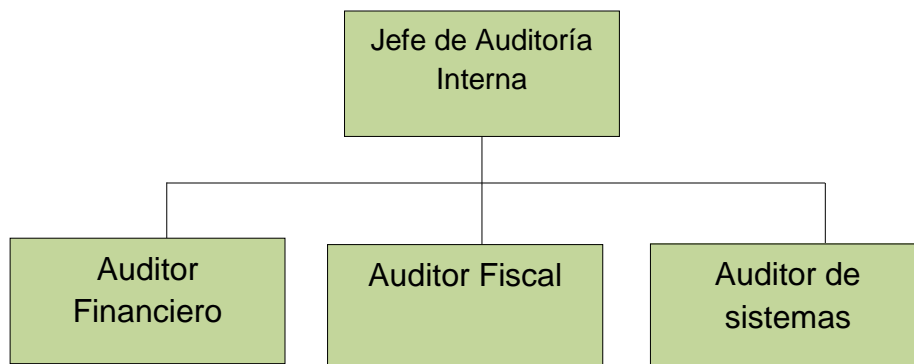 Jefe de Auditoría
Interna
Auditor
Financiero
Auditor Fiscal
Auditor de
sistemas